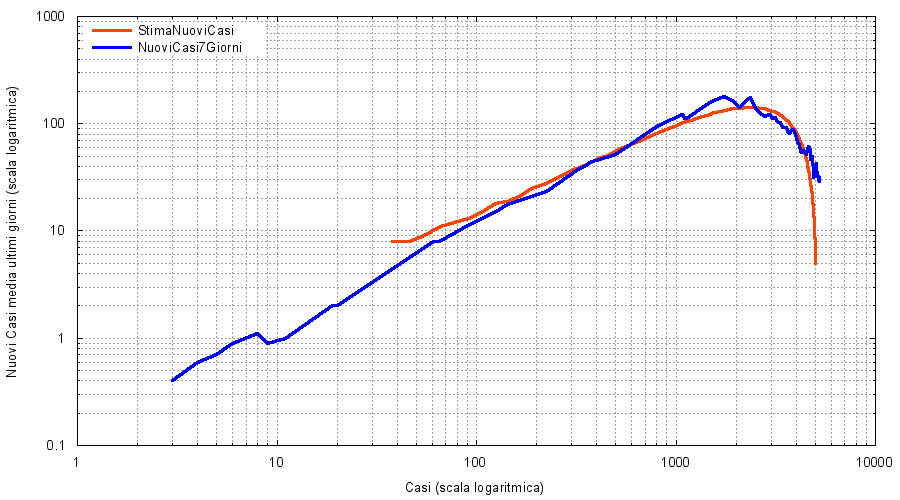 1000
100
10
1
0.1
Nuovi Casi media ultimi giorni (scala logaritmica)
StimaNuoviCasi
NuoviCasi7Giorni
1
10
100
1000
10000
Casi (scala logaritmica)